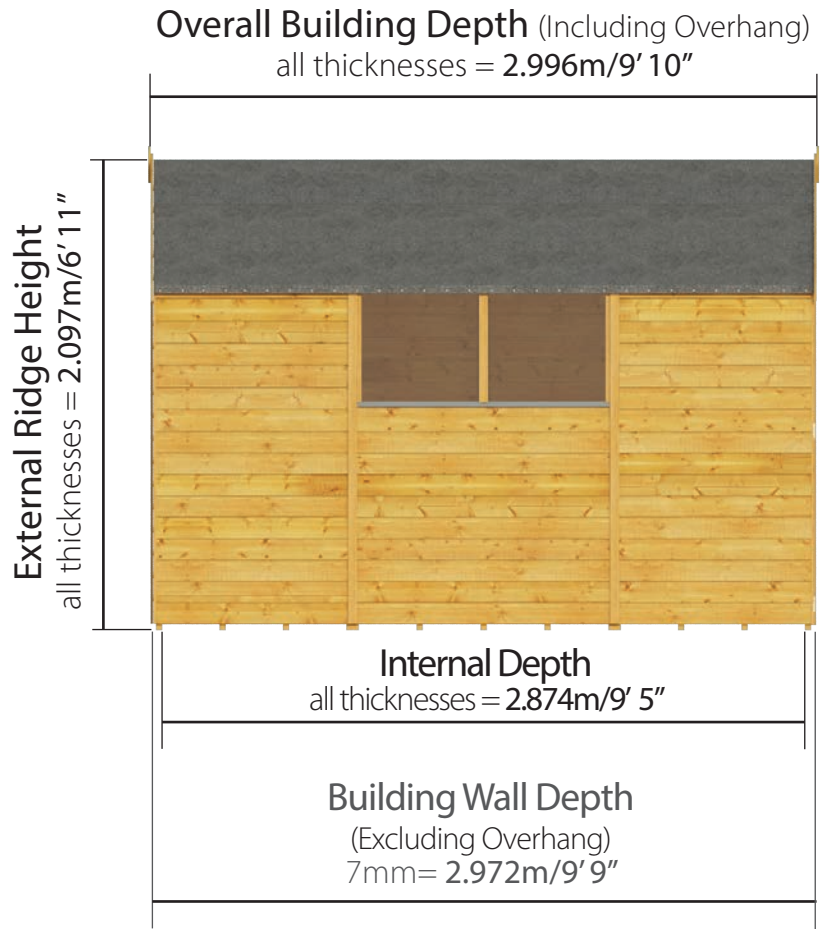 Overall Building Depth (Including Overhang)
all thicknesses = 2.996m/9’ 10”
External Ridge Height
all thicknesses = 2.097m/6’ 11”
Internal Depth
all thicknesses = 2.874m/9’ 5”
Building Wall Depth
(Excluding Overhang)
7mm= 2.972m/9’ 9”